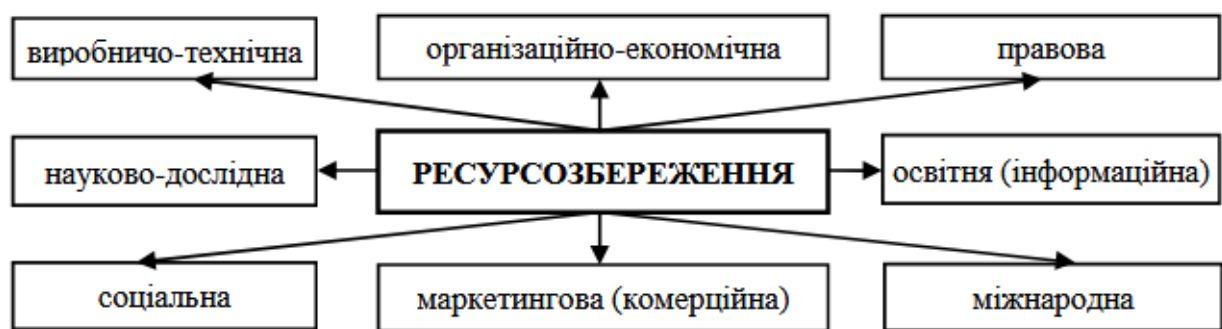 виробничо-технічна
організаційно-економічна
правова
науково-дослідна
РЕСУРСОЗБЕРЕЖЕННЯ
освітня (інформаційна)
соціальна
маркетингова (комерційна)
міжнародна